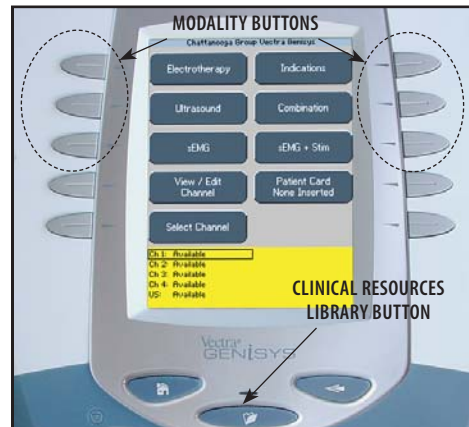 MODALITY BUTTONS
Chattanooga Group Vectra Genisys
Electrotherapy
Indications
Ultrasound
Combination
sEMG
sEMG + Stim
View / Edit
Channel
Patient Card
None Inserted
Select Channel
Ch 1: Available
Ch 2: Available
Ch 3: Available
Ch 4: Available
US: Available
CLINICAL RESOURCES
LIBRARY BUTTON
Vectra®
GENiSYS